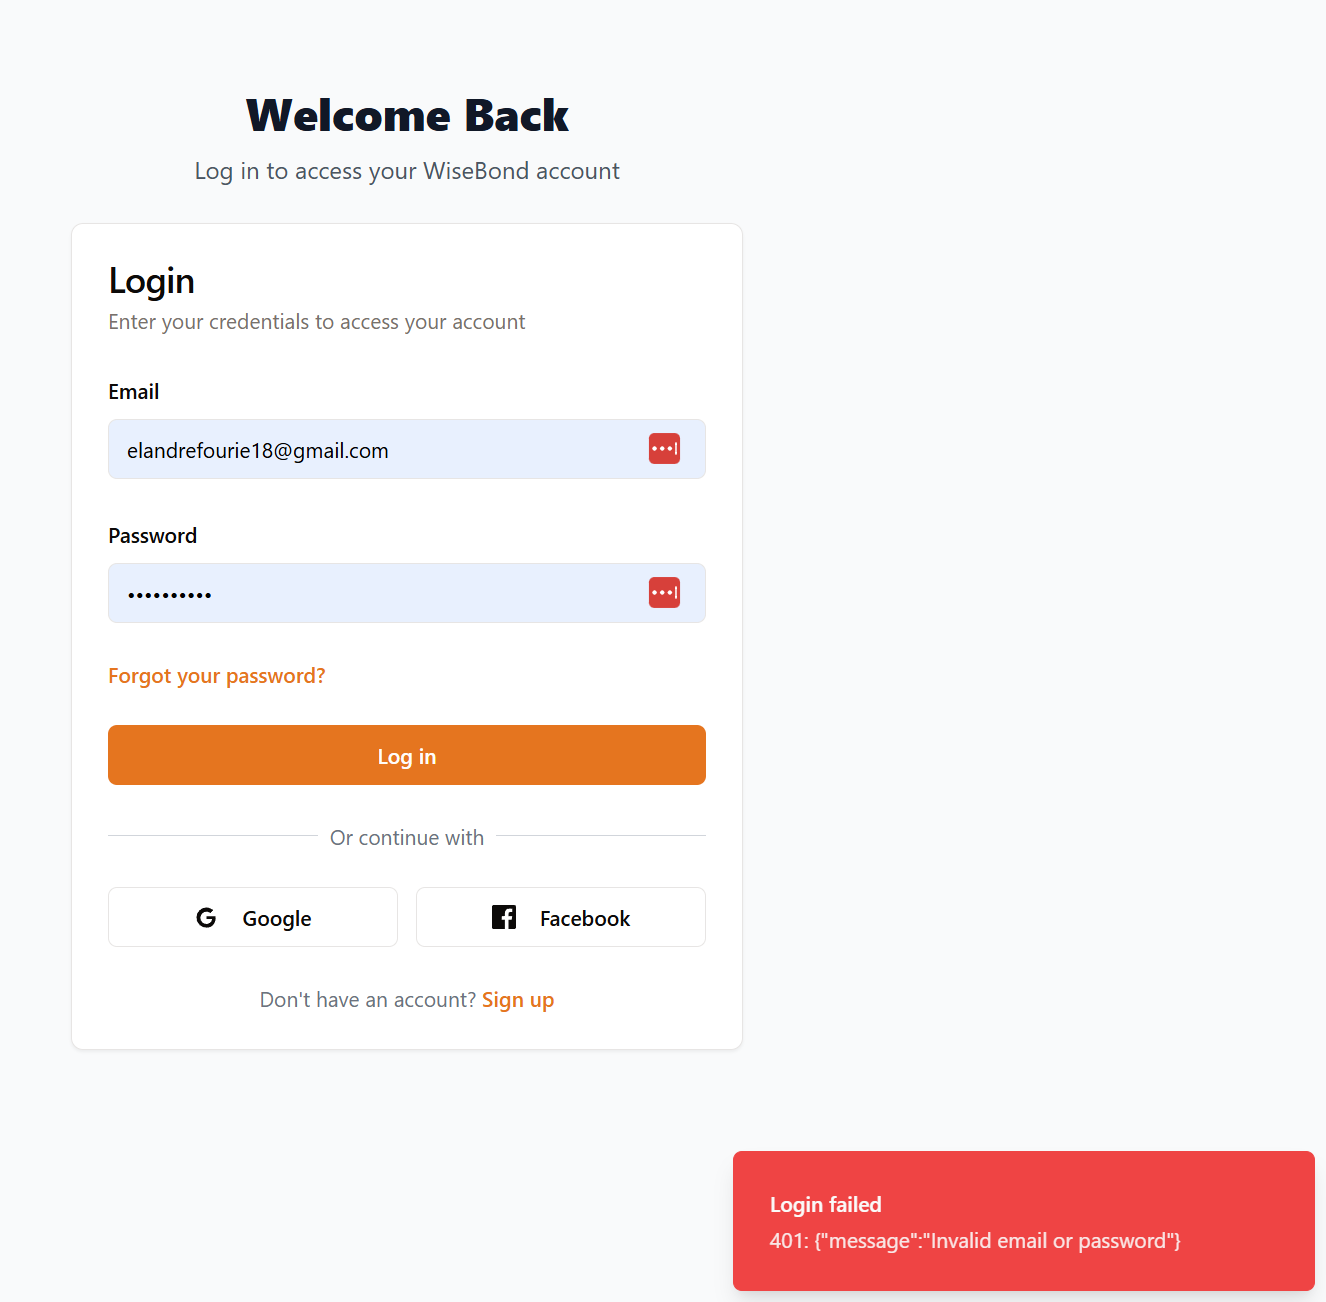 Welcome Back
Log in to access your WiseBond account
Login
Enter your credentials to access your account
Email
elandrefourie18@gmail.com
Password
••••••••••
Forgot your password?
Log in
Or continue with
Google
Facebook
Don't have an account? Sign up
Login failed
401: {"message":"Invalid email or password"}